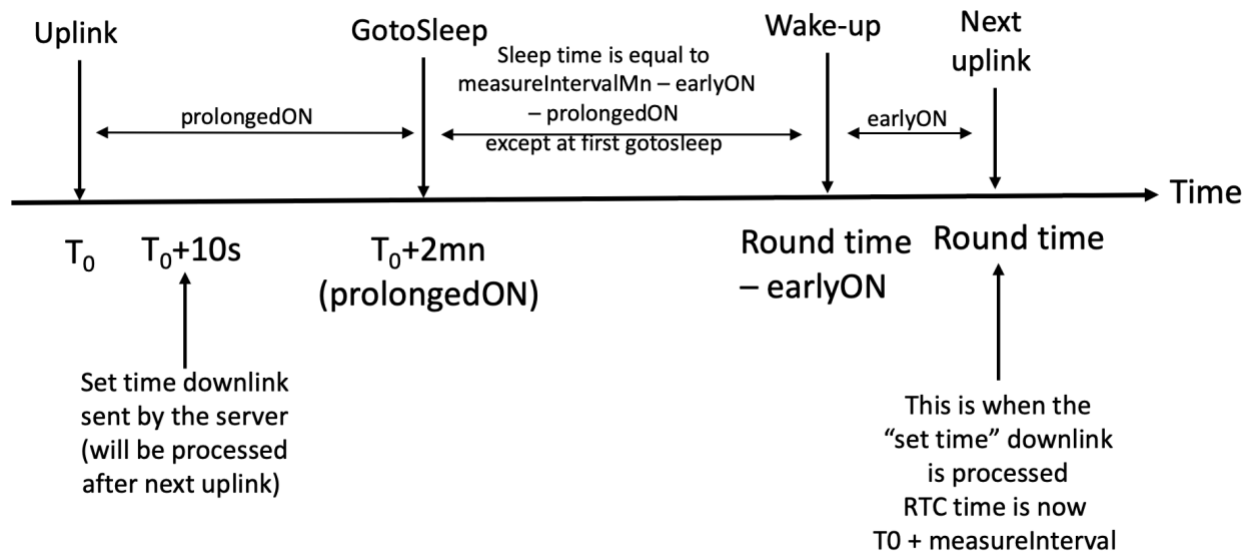 Uplink
GotoSleep
Wake-up
Next
uplink
prolongedON
Sleep time is equal to
measureIntervalMn – earlyON
– prolongedON
except at first gotosleep
earlyON
Time
T₀
T₀+10s
T₀+2mn
(prolongedON)
Round time
– earlyON
Round time
Set time downlink
sent by the server
(will be processed
after next uplink)
This is when the
“set time” downlink
is processed
RTC time is now
T0 + measureInterval